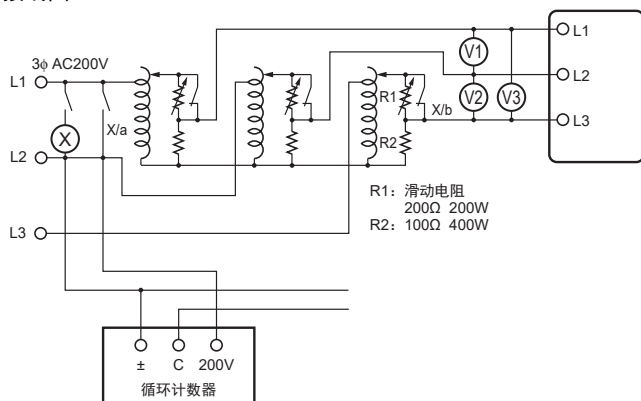 3ϕ AC200V
L1
X
X/a
L2
L3
R1
R2
X/b
V1
V2
V3
L1
L2
L3
R1：滑动电阻
200Ω 200W
R2：100Ω 400W
± C 200V
循环计数器